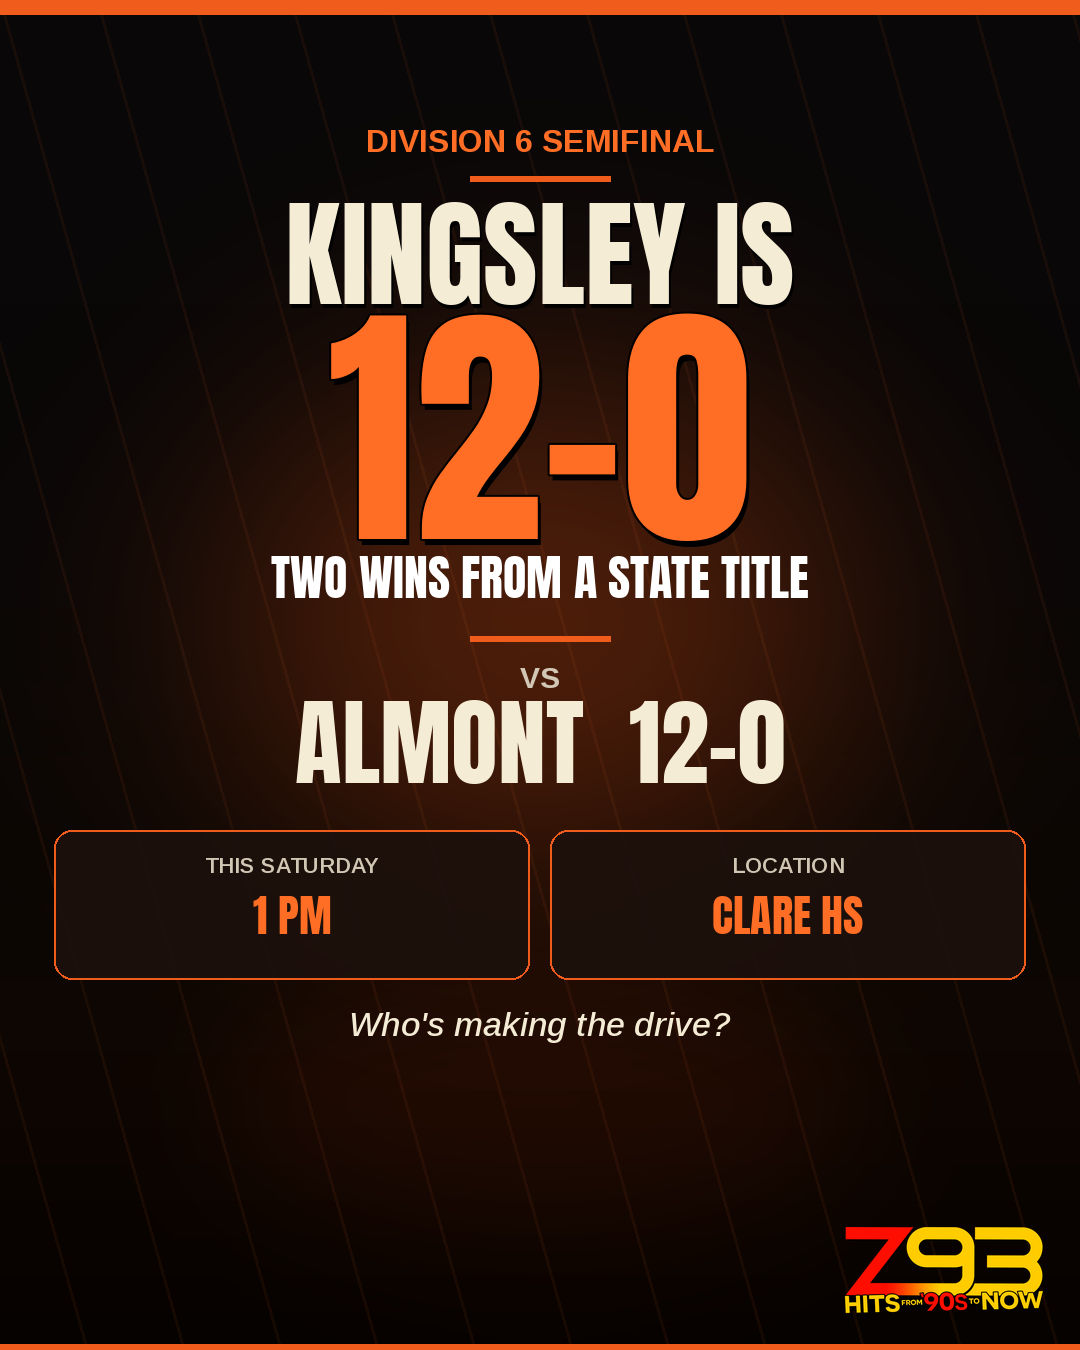 DIVISION 6 SEMIFINAL
KINGSLEY IS
12-0
TWO WINS FROM A STATE TITLE
VS
ALMONT 12-0
THIS SATURDAY
1 PM
LOCATION
CLARE HS
Who's making the drive?
Z93
HITS FROM '90S TO NOW